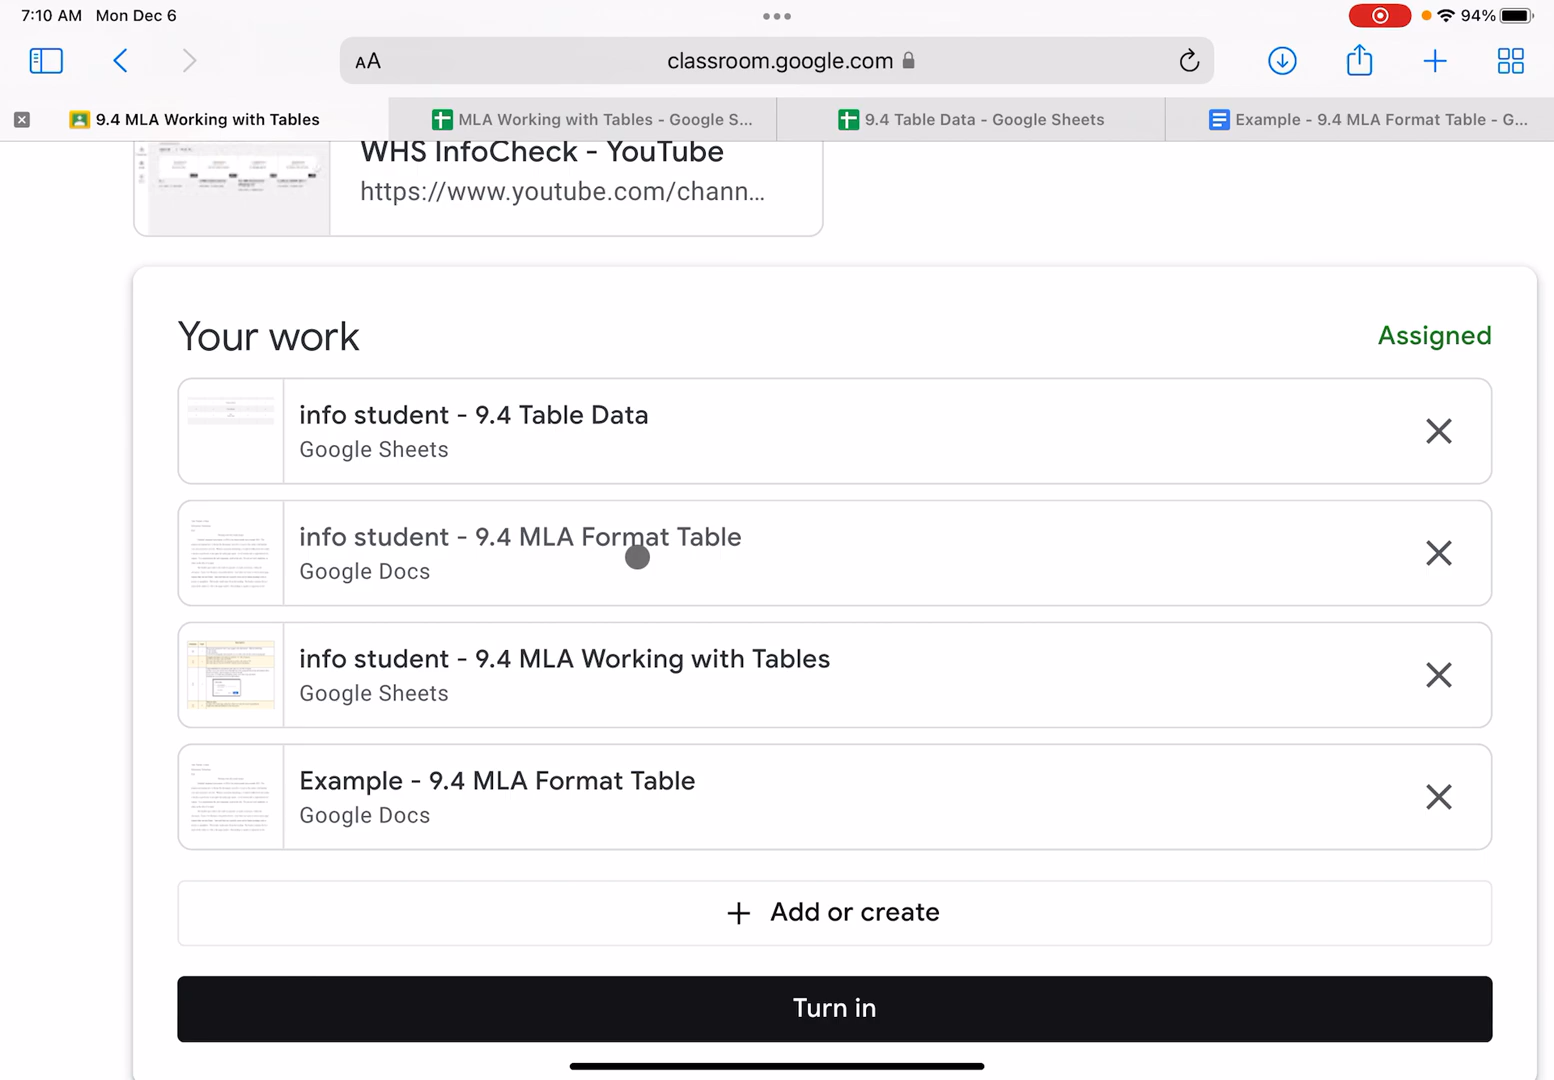 7:10 AM Mon Dec 6
94%
AA
classroom.google.com
9.4 MLA Working with Tables
MLA Working with Tables - Google S...
9.4 Table Data - Google Sheets
Example - 9.4 MLA Format Table - G...
WHS InfoCheck - YouTube
https://www.youtube.com/chann...
Your work
Assigned
info student - 9.4 Table Data
Google Sheets
info student - 9.4 MLA Format Table
Google Docs
info student - 9.4 MLA Working with Tables
Google Sheets
Example - 9.4 MLA Format Table
Google Docs
+ Add or create
Turn in